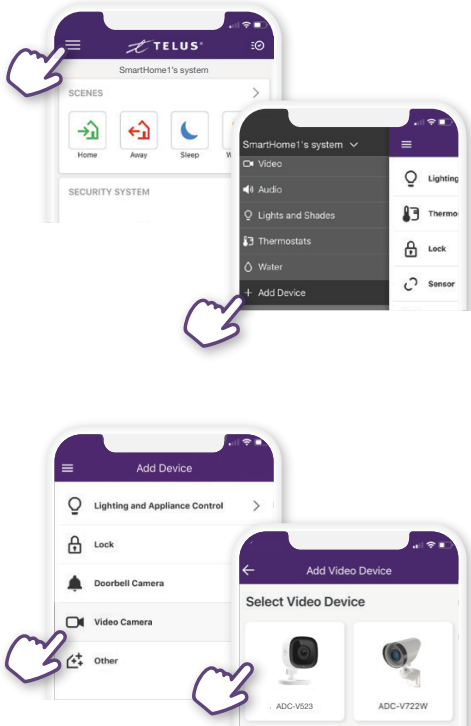 TELUS®
SmartHome1's system
SCENES
Home Away Sleep W
SECURITY SYSTEM
SmartHome1's system
Video
Audio
Lights and Shades
Thermostats
Water
+ Add Device
Lighting
Thermo
Lock
Sensor
Add Device
Lighting and Appliance Control
Lock
Doorbell Camera
Video Camera
Other
Add Video Device
Select Video Device
ADC-V523 ADC-V722W